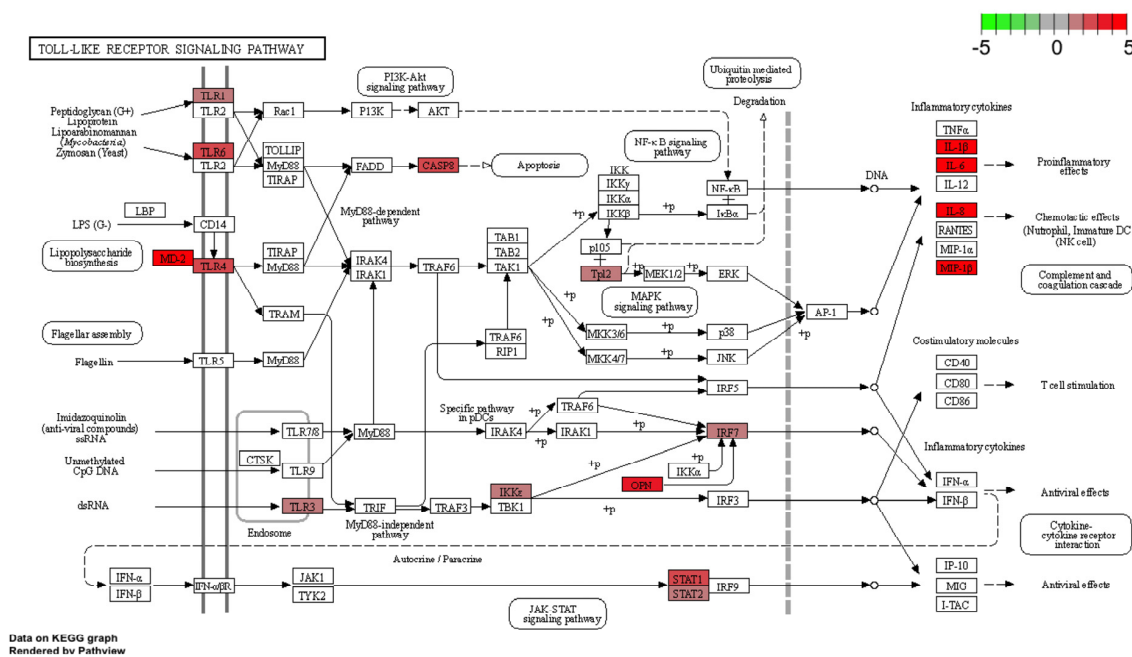 -5 0 5
TOLL-LIKE RECEPTOR SIGNALING PATHWAY
PI3K-Akt
signaling pathway
Ubiquitin mediated
proteolysis
Degradation
TLR1
TLR2
Rac1
PI3K
AKT
Peptidoglycan (G+)
Lipoprotein
Lipoarabinomannan
(Mycobacteria)
Zymosan (Yeast)
TLR6
TLR2
TOLLIP
MyD88
TIRAP
FADD
CASP8
Apoptosis
NF-κB signaling
pathway
IKK
IKKγ
IKKα
IKKβ
+p
+p
NF-κB
IκBα
DNA
Inflammatory cytokines
TNFα
IL-1β
IL-6
IL-12
Proinflammatory
effects
IL-8
RANTES
MIP-1α
MIP-1β
Chemotactic effects
(Nutrophil, Immature DC
(NK cell)
Complement and
coagulation cascade
LBP
LPS (G-)
CD14
MyD88-dependent
pathway
Lipopolysaccharide
biosynthesis
MD-2
TLR4
TIRAP
MyD88
IRAK4
IRAK1
TRAF6
TAB1
TAB2
TAK1
p105
Tpl2
MEK1/2
+p
ERK
MAPK
signaling pathway
+p
+p
TRAM
Flagellar assembly
Flagellin
TLR5
MyD88
TRAF6
RIP1
MKK3/6
+p
p38
MKK4/7
+p
JNK
AP-1
+p
IRF5
Costimulatory molecules
CD40
CD80
CD86
T cell stimulation
Imidazoquinolin
(anti-viral compounds)
ssRNA
TLR7/8
MyD88
Specific pathway
in pDCs
IRAK4
+p
+p
TRAF6
IRAK1
+p
+p
IRF7
Unmethylated
CpG DNA
CTSK
TLR9
IKKα
+p
+p
OPN
dsRNA
TLR3
Endosome
TRIF
MyD88-independent
pathway
TRAF3
IKKε
TBK1
+p
IRF3
Inflammatory cytokines
IFN-α
IFN-β
Antiviral effects
Cytokine-
cytokine receptor
interaction
Autocrine / Paracrine
IFN-α
IFN-β
IFN-α/βR
JAK1
TYK2
STAT1
STAT2
IRF9
JAK-STAT
signaling pathway
IP-10
MIG
I-TAC
Antiviral effects
Data on KEGG graph
Rendered by Pathview